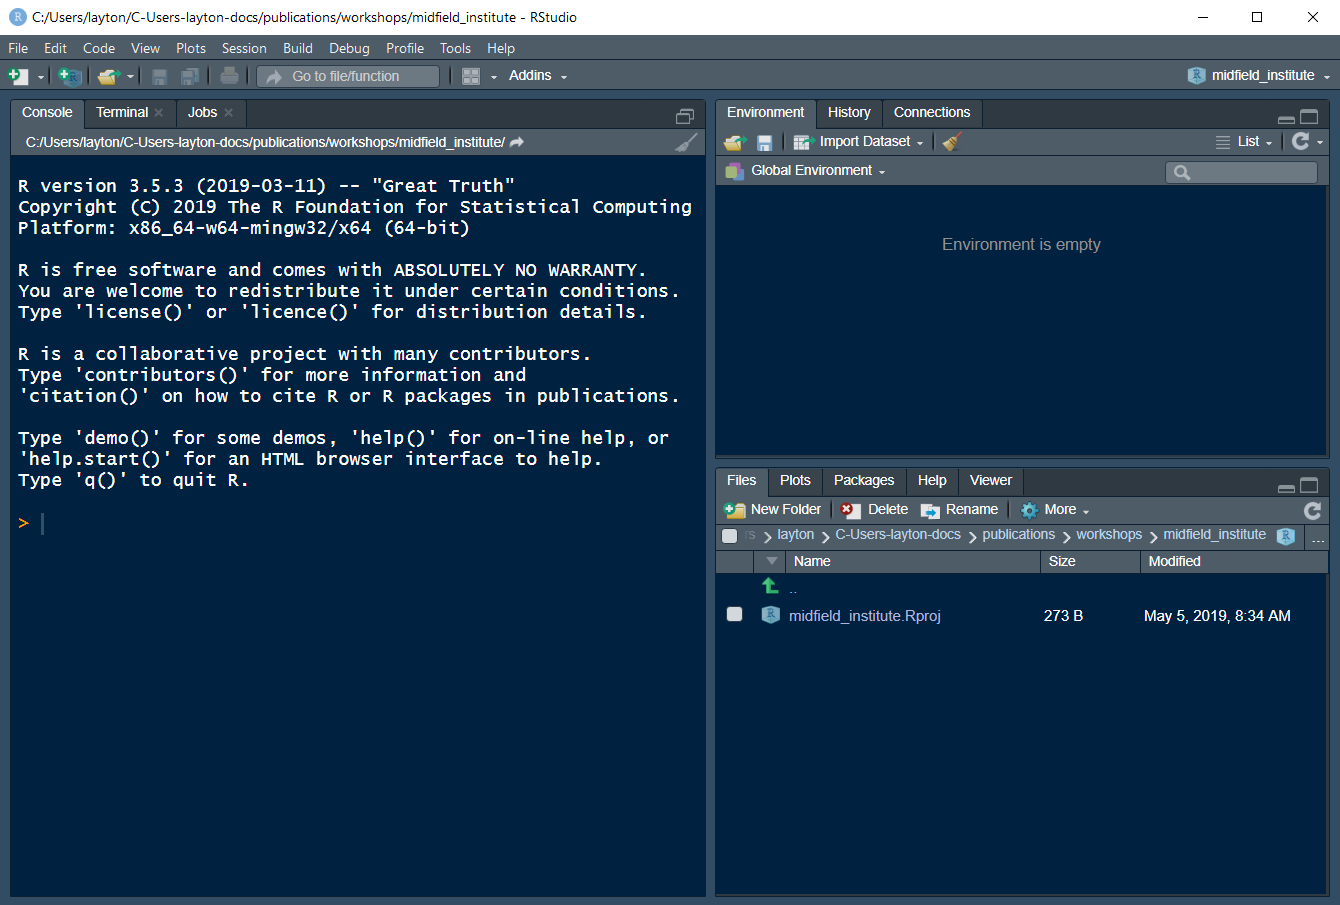 C:/Users/layton/C-Users-layton-docs/publications/workshops/midfield_institute - RStudio
File Edit Code View Plots Session Build Debug Profile Tools Help
Go to file/function Addins midfield_institute
Console Terminal Jobs
C:/Users/layton/C-Users-layton-docs/publications/workshops/midfield_institute/
R version 3.5.3 (2019-03-11) -- "Great Truth"
Copyright (C) 2019 The R Foundation for Statistical Computing
Platform: x86_64-w64-mingw32/x64 (64-bit)
R is free software and comes with ABSOLUTELY NO WARRANTY.
You are welcome to redistribute it under certain conditions.
Type 'license()' or 'licence()' for distribution details.
R is a collaborative project with many contributors.
Type 'contributors()' for more information and
'citation()' on how to cite R or R packages in publications.
Type 'demo()' for some demos, 'help()' for on-line help, or
'help.start()' for an HTML browser interface to help.
Type 'q()' to quit R.
>
Environment History Connections
Import Dataset List
Global Environment
Environment is empty
Files Plots Packages Help Viewer
New Folder Delete Rename More
rs layton C-Users-layton-docs publications workshops midfield_institute ...
Name Size Modified
..
midfield_institute.Rproj 273 B May 5, 2019, 8:34 AM